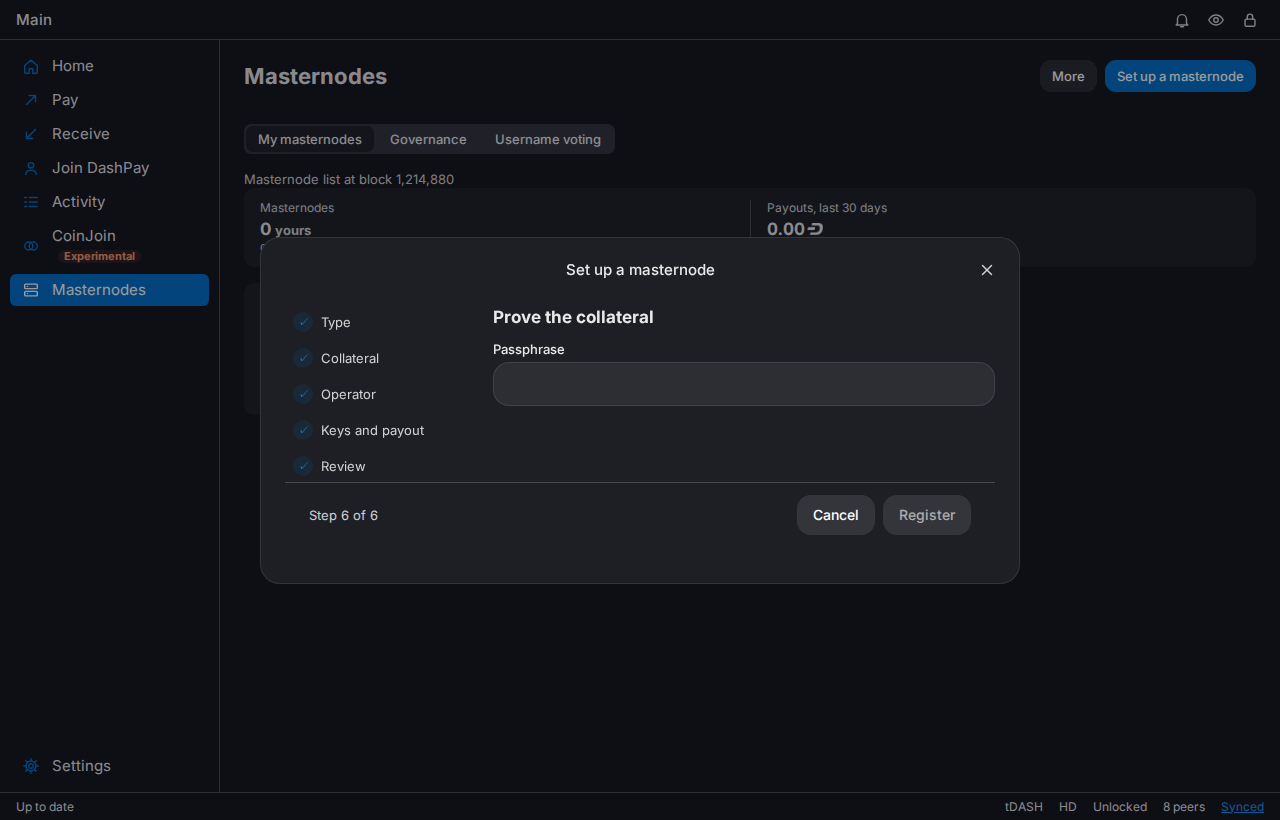 Main
Home
Pay
Receive
Join DashPay
Activity
CoinJoin
Experimental
Masternodes
Settings
Masternodes
More
Set up a masternode
My masternodes
Governance
Username voting
Masternode list at block 1,214,880
Masternodes
0 yours
Payouts, last 30 days
0.00
Set up a masternode
Type
Collateral
Operator
Keys and payout
Review
Prove the collateral
Passphrase
Step 6 of 6
Cancel
Register
Up to date
tDASH
HD
Unlocked
8 peers
Synced